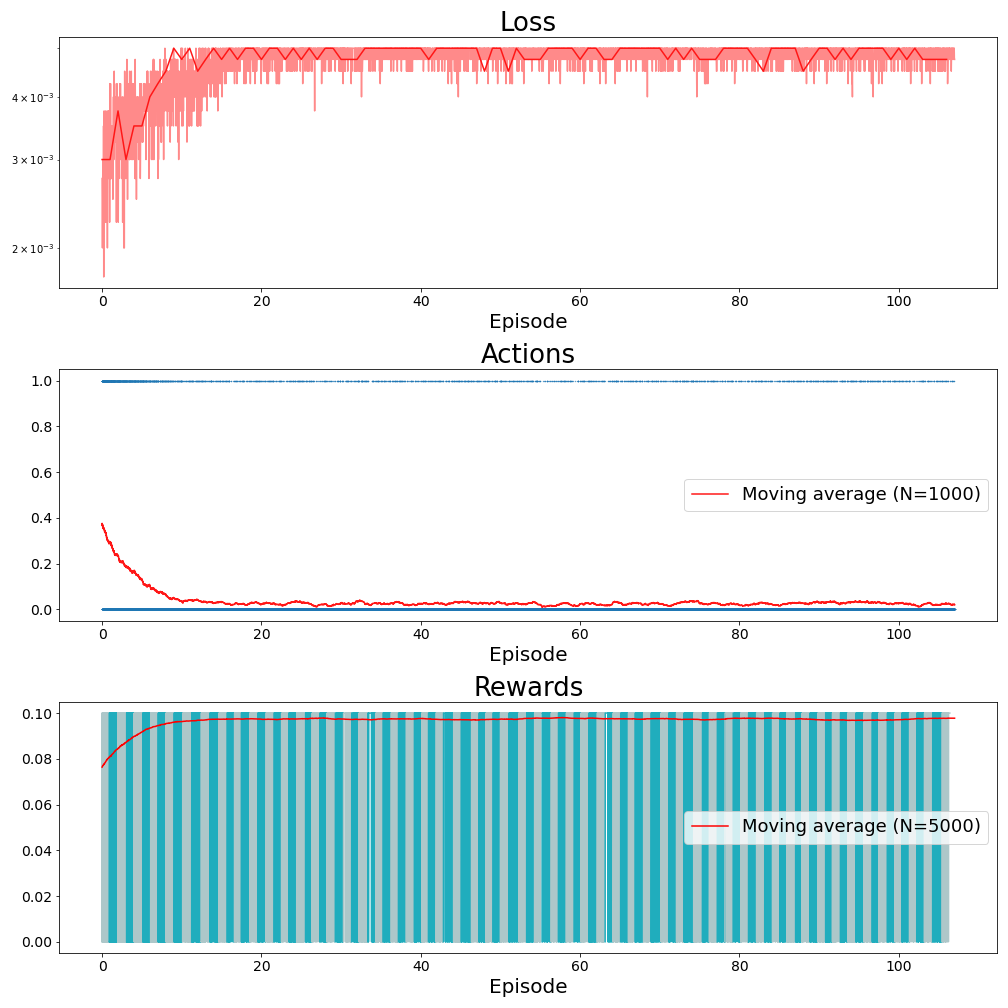 Loss
4 × 10⁻³
3 × 10⁻³
2 × 10⁻³
0 20 40 60 80 100
Episode
Actions
1.0
0.8
0.6
0.4
0.2
0.0
Moving average (N=1000)
0 20 40 60 80 100
Episode
Rewards
0.10
0.08
0.06
0.04
0.02
0.00
Moving average (N=5000)
0 20 40 60 80 100
Episode